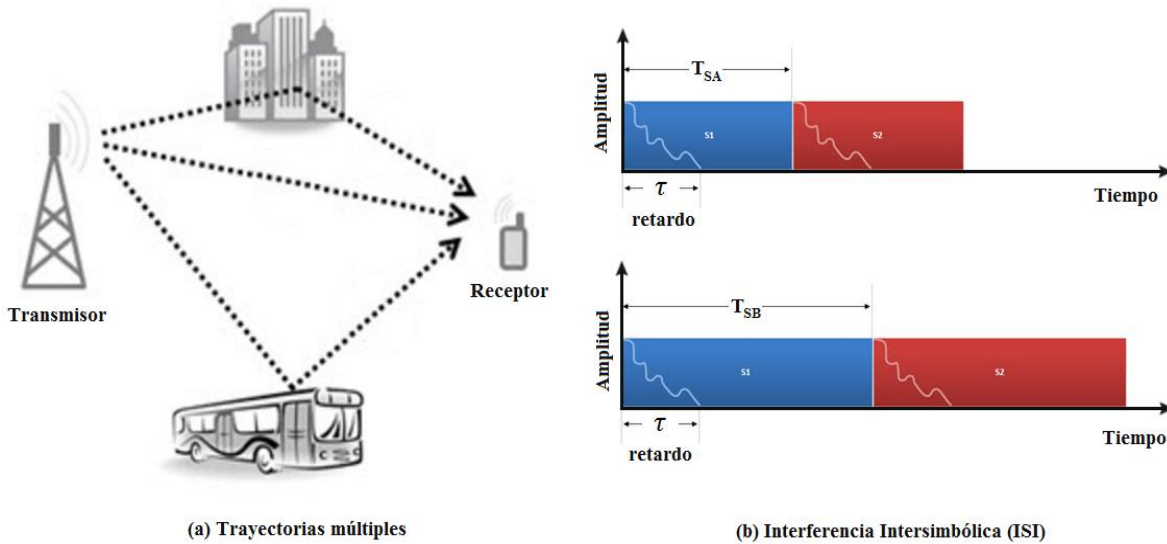 Transmisor
Receptor
(a) Trayectorias múltiples
Amplitud
T_SA
S1
S2
τ
retardo
Tiempo
Amplitud
T_SB
S1
S2
τ
retardo
Tiempo
(b) Interferencia Intersimbólica (ISI)